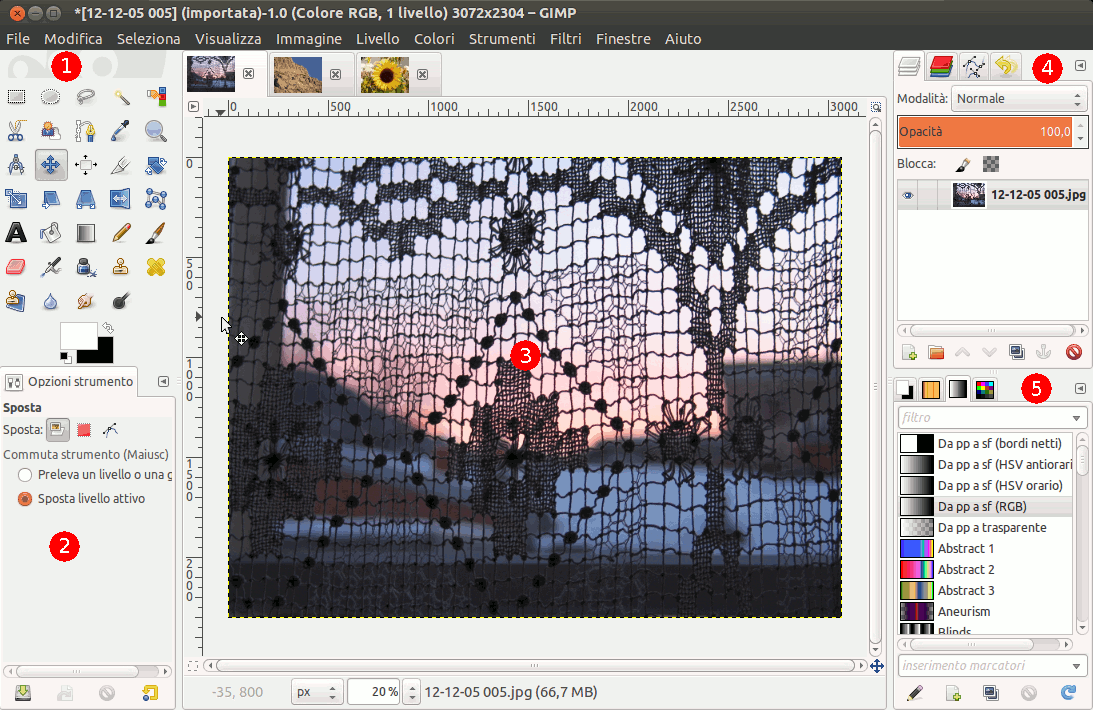 *[12-12-05 005] (importata)-1.0 (Colore RGB, 1 livello) 3072x2304 – GIMP
File Modifica Seleziona Visualizza Immagine Livello Colori Strumenti Filtri Finestre Aiuto
1
Opzioni strumento
Sposta
Sposta:
Commuta strumento (Maiusc)
Preleva un livello o una g
Sposta livello attivo
2
0 500 1000 1500 2000 2500 3000
0
500
1000
1500
2000
3
-35, 800 px 20 % 12-12-05 005.jpg (66,7 MB)
4
Modalità: Normale
Opacità 100,0
Blocca:
12-12-05 005.jpg
5
filtro
Da pp a sf (bordi netti)
Da pp a sf (HSV antiorari
Da pp a sf (HSV orario)
Da pp a sf (RGB)
Da pp a trasparente
Abstract 1
Abstract 2
Abstract 3
Aneurism
Blinds
inserimento marcatori